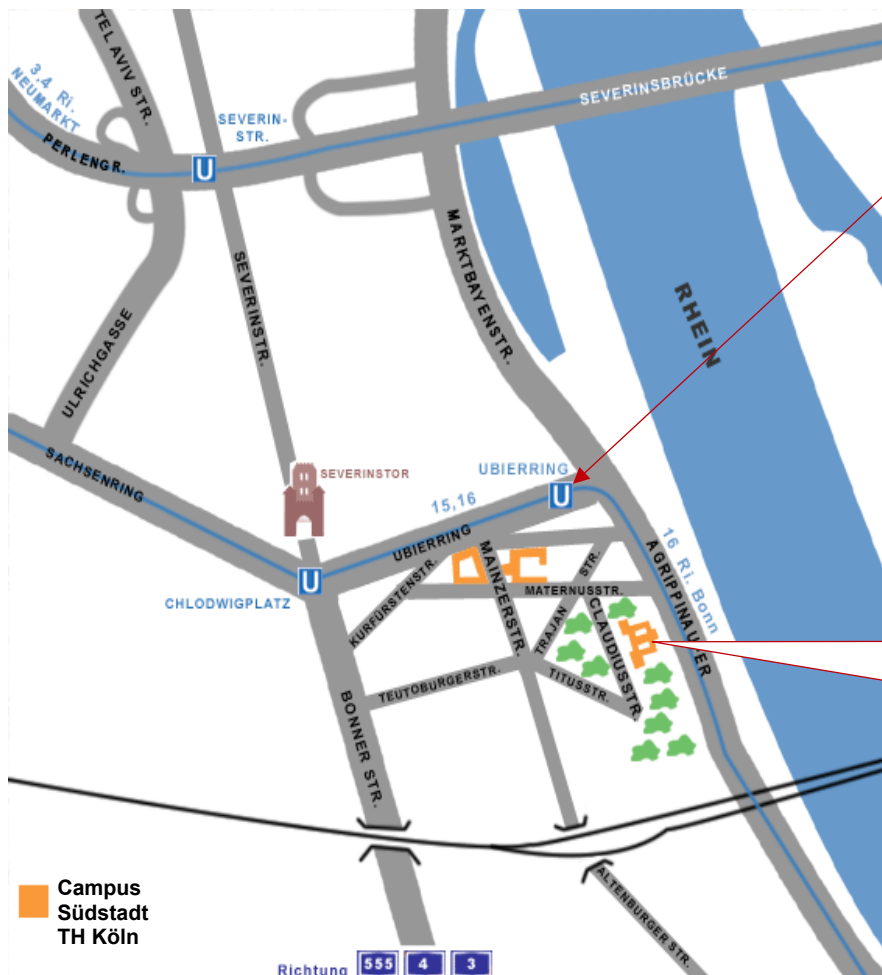 TEL AVIV STR.
3,4 Ri.
NEUMARKT
SEVERIN-
STR.
SEVERINSBRÜCKE
PERLENGR.
U
SEVERINSTR.
MARKTBAYENSTR.
RHEIN
ULRICHGASSE
SACHSENRING
SEVERINSTOR
UBIERRING
15,16
U
UBIERRING
U
CHLODWIGPLATZ
KURFÜRSTENSTR.
MAINZERSTR.
MATERNUSSTR.
TRAJAN STR.
CLAUDIUSSTR.
AGRIPPINAUFER
16 Ri. Bonn
TEUTOBURGERSTR.
TITUSSTR.
BONNER STR.
ALTENBURGER STR.
Campus
Südstadt
TH Köln
Richtung 555 4 3